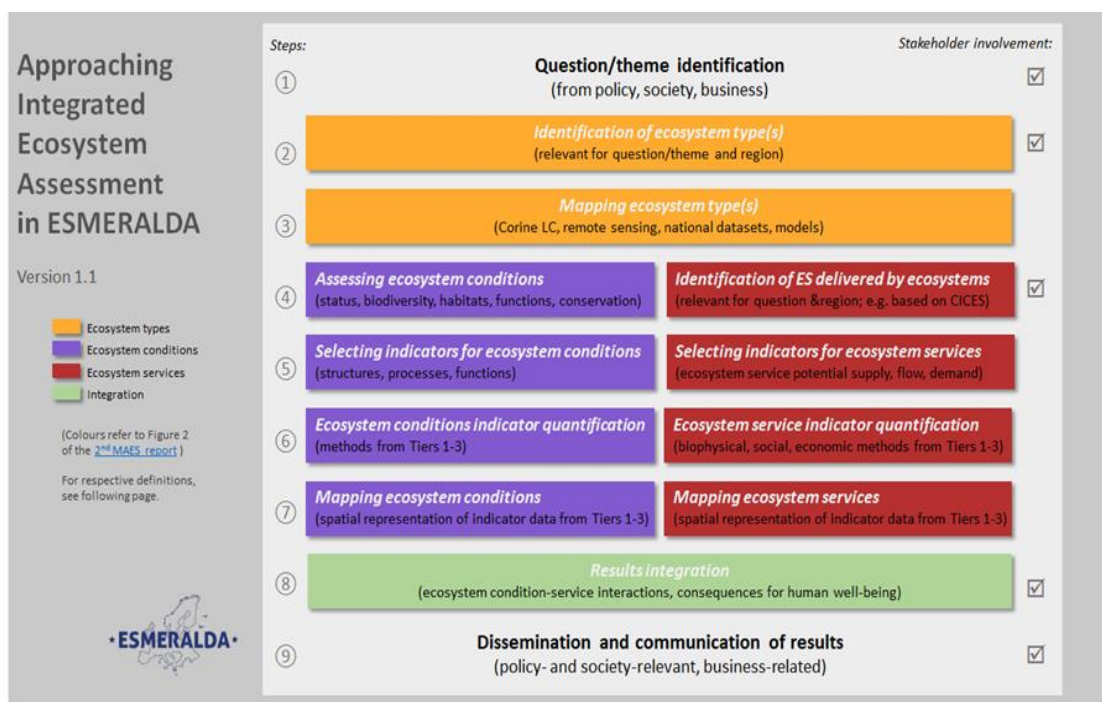 Approaching
Integrated
Ecosystem
Assessment
in ESMERALDA
Version 1.1
Ecosystem types
Ecosystem conditions
Ecosystem services
Integration
(Colours refer to Figure 2
of the 2nd MAES report )
For respective definitions,
see following page.
·ESMERALDA·
Steps:
Stakeholder involvement:
① Question/theme identification ☑
(from policy, society, business)
② Identification of ecosystem type(s) ☑
(relevant for question/theme and region)
③ Mapping ecosystem type(s)
(Corine LC, remote sensing, national datasets, models)
④ Assessing ecosystem conditions
(status, biodiversity, habitats, functions, conservation)
Identification of ES delivered by ecosystems ☑
(relevant for question &region; e.g. based on CICES)
⑤ Selecting indicators for ecosystem conditions
(structures, processes, functions)
Selecting indicators for ecosystem services
(ecosystem service potential supply, flow, demand)
⑥ Ecosystem conditions indicator quantification
(methods from Tiers 1-3)
Ecosystem service indicator quantification
(biophysical, social, economic methods from Tiers 1-3)
⑦ Mapping ecosystem conditions
(spatial representation of indicator data from Tiers 1-3)
Mapping ecosystem services
(spatial representation of indicator data from Tiers 1-3)
⑧ Results integration ☑
(ecosystem condition-service interactions, consequences for human well-being)
⑨ Dissemination and communication of results ☑
(policy- and society-relevant, business-related)